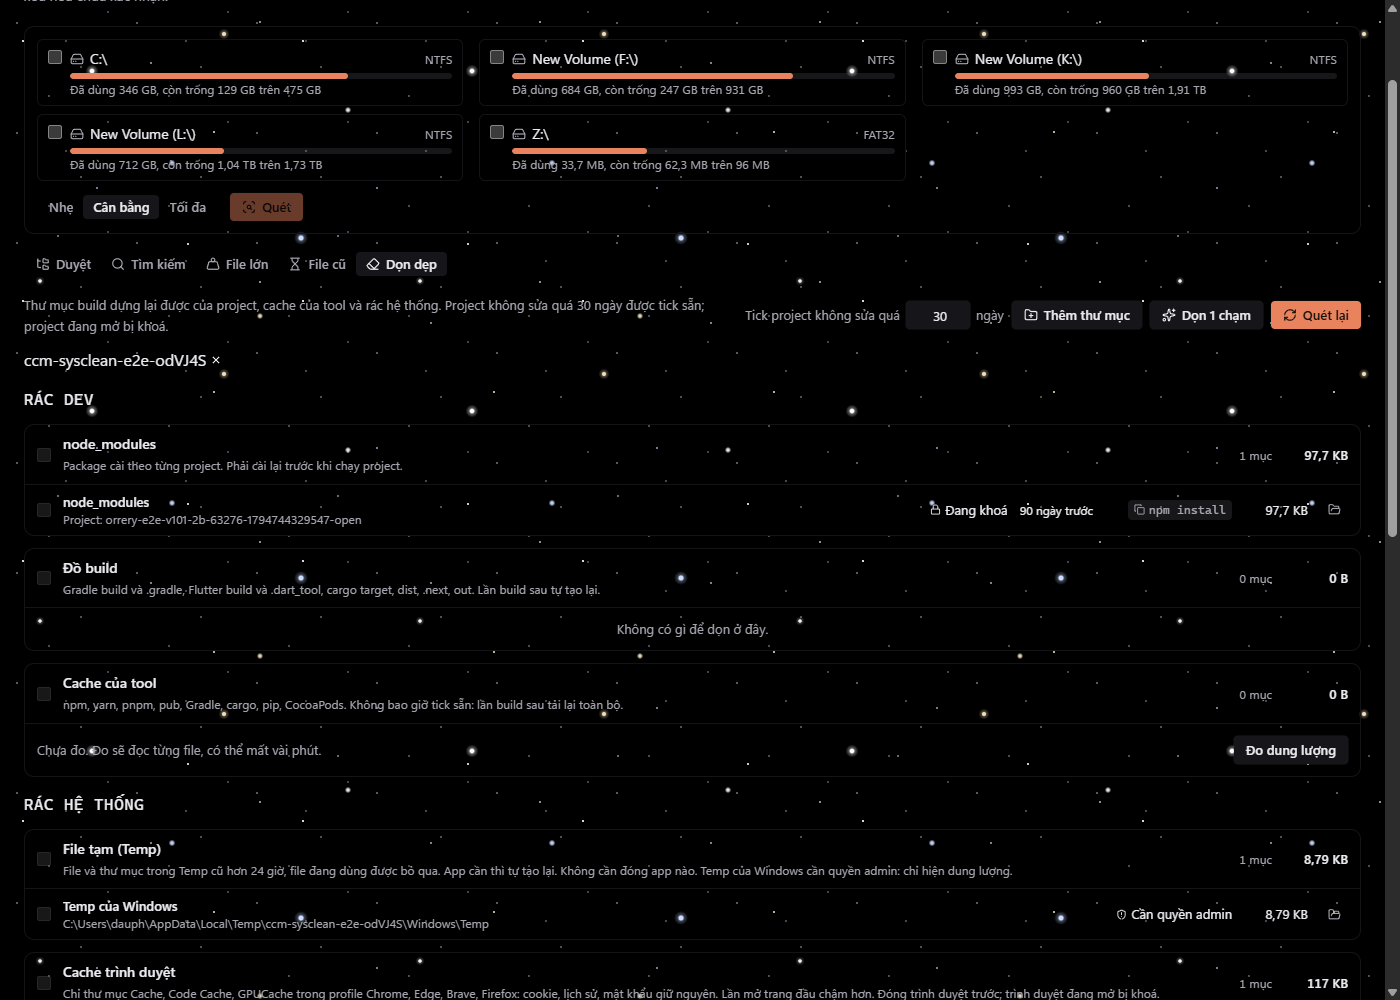 C:\
NTFS
Đã dùng 346 GB, còn trống 129 GB trên 475 GB
New Volume (F:\)
NTFS
Đã dùng 684 GB, còn trống 247 GB trên 931 GB
New Volume (K:\)
NTFS
Đã dùng 993 GB, còn trống 960 GB trên 1,91 TB
New Volume (L:\)
NTFS
Đã dùng 712 GB, còn trống 1,04 TB trên 1,73 TB
Z:\
FAT32
Đã dùng 33,7 MB, còn trống 62,3 MB trên 96 MB
Nhẹ
Cân bằng
Tối đa
Quét
Duyệt
Tìm kiếm
File lớn
File cũ
Dọn dẹp
Thư mục build dựng lại được của project, cache của tool và rác hệ thống. Project không sửa quá 30 ngày được tick sẵn;
project đang mở bị khoá.
Tick project không sửa quá
30
ngày
Thêm thư mục
Dọn 1 chạm
Quét lại
ccm-sysclean-e2e-odVJ4S ×
RÁC DEV
node_modules
Package cài theo từng project. Phải cài lại trước khi chạy project.
1 mục
97,7 KB
node_modules
Project: orrery-e2e-v101-2b-63276-1794744329547-open
Đang khoá
90 ngày trước
npm install
97,7 KB
Đồ build
Gradle build và .gradle, Flutter build và .dart_tool, cargo target, dist, .next, out. Lần build sau tự tạo lại.
0 mục
0 B
Không có gì để dọn ở đây.
Cache của tool
npm, yarn, pnpm, pub, Gradle, cargo, pip, CocoaPods. Không bao giờ tick sẵn: lần build sau tải lại toàn bộ.
0 mục
0 B
Chưa đo. Đo sẽ đọc từng file, có thể mất vài phút.
Đo dung lượng
RÁC HỆ THỐNG
File tạm (Temp)
File và thư mục trong Temp cũ hơn 24 giờ, file đang dùng được bỏ qua. App cần thì tự tạo lại. Không cần đóng app nào. Temp của Windows cần quyền admin: chỉ hiện dung lượng.
1 mục
8,79 KB
Temp của Windows
C:\Users\dauph\AppData\Local\Temp\ccm-sysclean-e2e-odVJ4S\Windows\Temp
Cần quyền admin
8,79 KB
Cache trình duyệt
Chỉ thư mục Cache, Code Cache, GPUCache trong profile Chrome, Edge, Brave, Firefox: cookie, lịch sử, mật khẩu giữ nguyên. Lần mở trang đầu chậm hơn. Đóng trình duyệt trước; trình duyệt đang mở bị khoá.
1 mục
117 KB